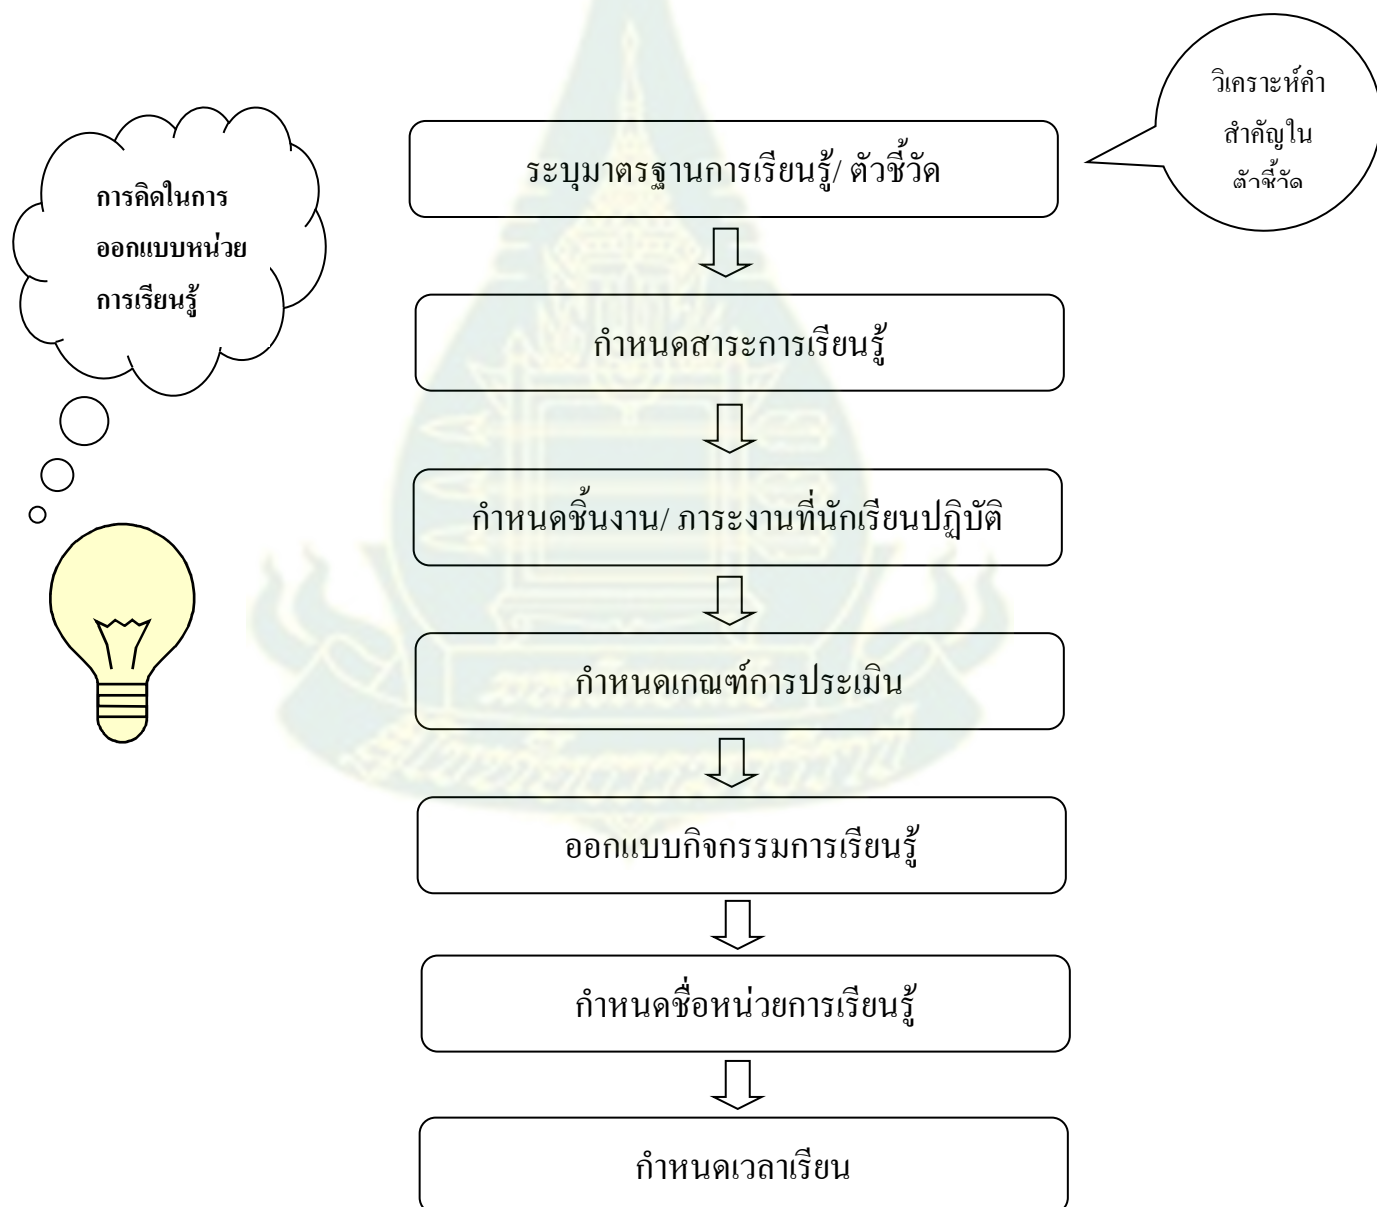 วิเคราะห์คำ
สำคัญใน
ตัวชี้วัด
การคิดในการ
ออกแบบหน่วย
การเรียนรู้
ระบุมาตรฐานการเรียนรู้/ ตัวชี้วัด
กำหนดสาระการเรียนรู้
กำหนดชิ้นงาน/ ภาระงานที่นักเรียนปฏิบัติ
กำหนดเกณฑ์การประเมิน
ออกแบบกิจกรรมการเรียนรู้
กำหนดชื่อหน่วยการเรียนรู้
กำหนดเวลาเรียน